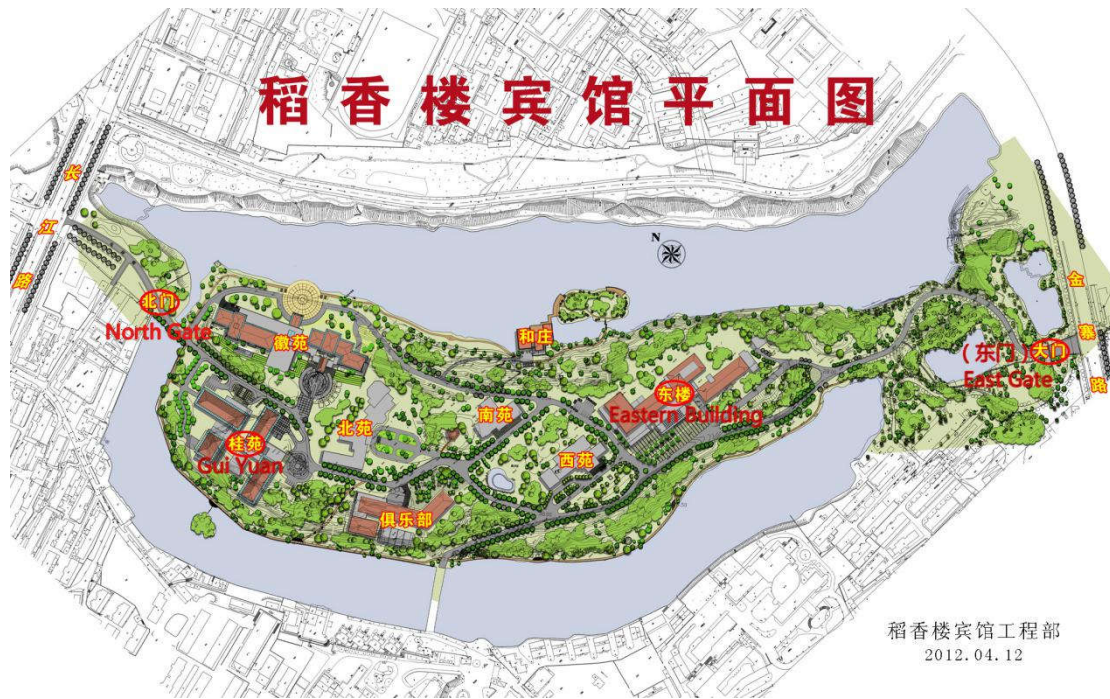 稻香楼宾馆平面图
长江路
N
北门
North Gate
徽苑
和庄
金寨路
（东门）大门
East Gate
东楼
Eastern Building
北苑
南苑
桂苑
Gui Yuan
西苑
俱乐部
稻香楼宾馆工程部
2012.04.12